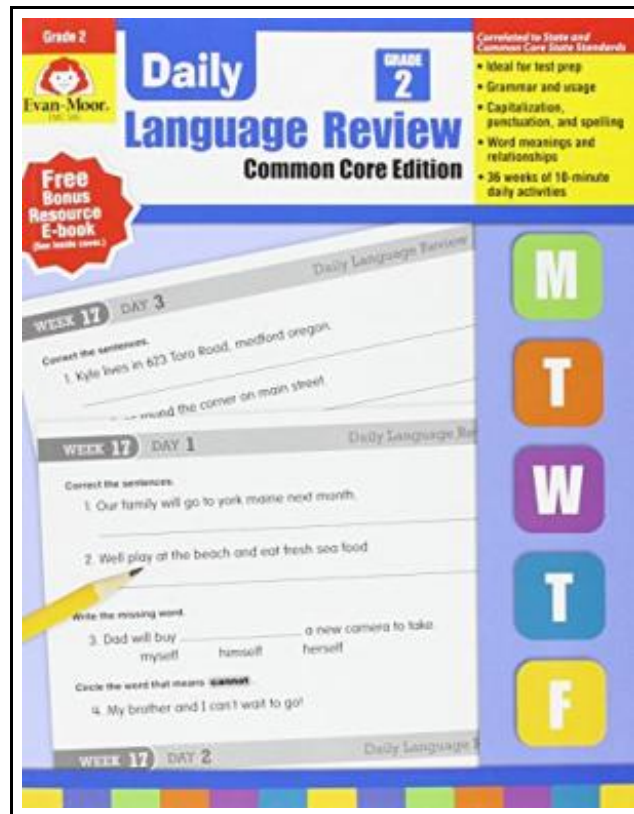 Grade 2
Evan-Moor.
Free
Bonus
Resource
E-book
(See inside cover.)
Daily
GRADE
2
Language Review
Common Core Edition
Correlated to State and
Common Core State Standards
• Ideal for test prep
• Grammar and usage
• Capitalization,
punctuation, and spelling
• Word meanings and
relationships
• 36 weeks of 10-minute
daily activities
M
T
W
T
F
WEEK 17 DAY 3 Daily Language Review
Correct the sentences.
1. Kyle lives in 623 Toro Road, medford oregon.
round the corner on main street
WEEK 17 DAY 1 Daily Language Re
Correct the sentences.
1. Our family will go to york maine next month.
2. Well play at the beach and eat fresh sea food
Write the missing word.
3. Dad will buy a new camera to take.
myself himself herself
Circle the word that means cannot.
4. My brother and I can't wait to go!
WEEK 17 DAY 2 Daily Language